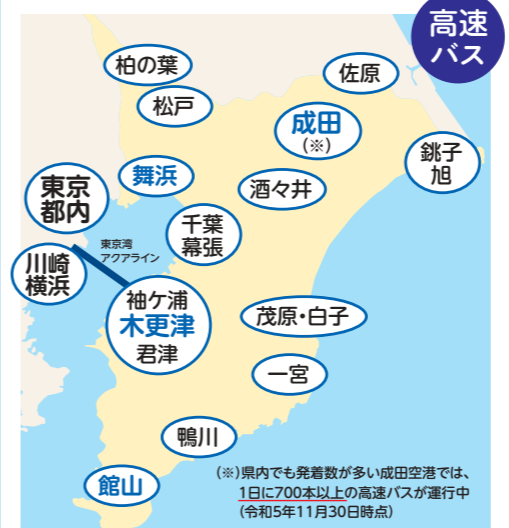 高速
バス
柏の葉
佐原
松戸
成田
(※)
銚子
旭
舞浜
酒々井
東京
都内
千葉
幕張
東京湾
アクアライン
川崎
横浜
袖ケ浦
木更津
君津
茂原・白子
一宮
鴨川
館山
(※)県内でも発着数が多い成田空港では、
1日に700本以上の高速バスが運行中
(令和5年11月30日時点)